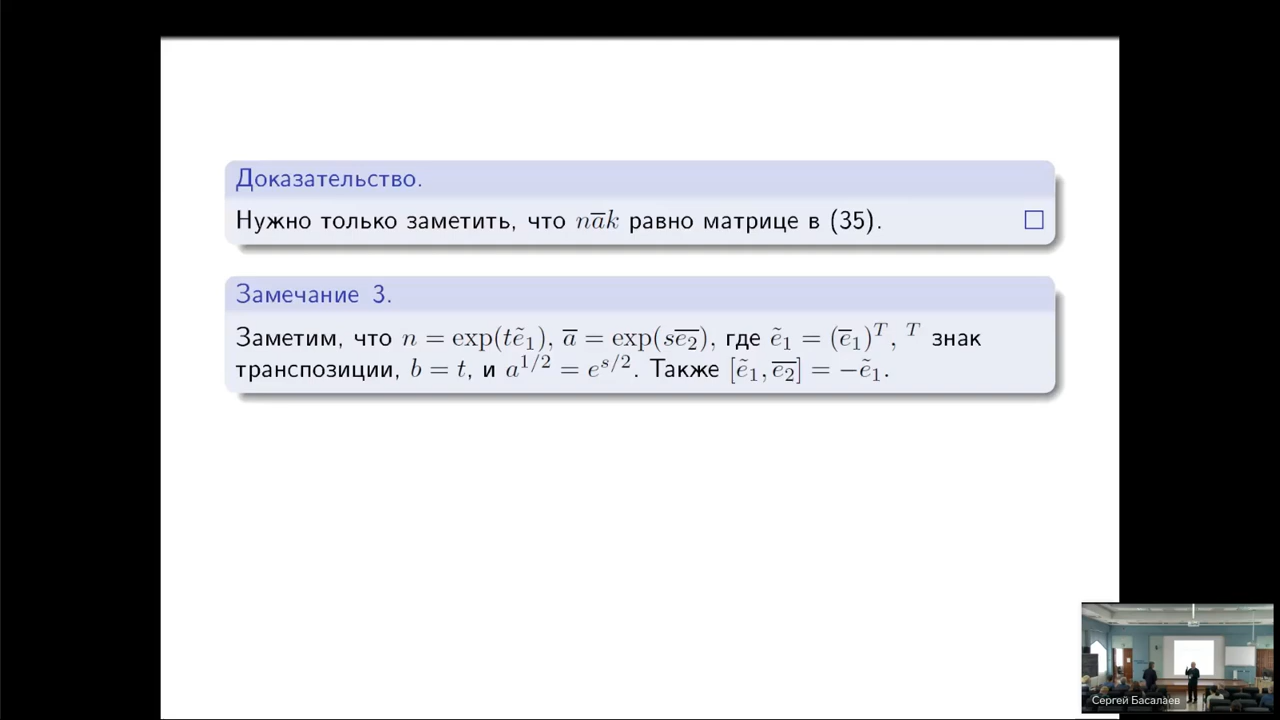 Доказательство.
Нужно только заметить, что $n\overline{a}k$ равно матрице в (35). □
Замечание 3.
Заметим, что $n = \exp(t\tilde{e}_1)$, $\overline{a} = \exp(s\overline{e_2})$, где $\tilde{e}_1 = (\overline{e}_1)^T$, $^T$ знак
транспозиции, $b = t$, и $a^{1/2} = e^{s/2}$. Также $[\tilde{e}_1, \overline{e_2}] = -\tilde{e}_1$.
Сергей Басалаев